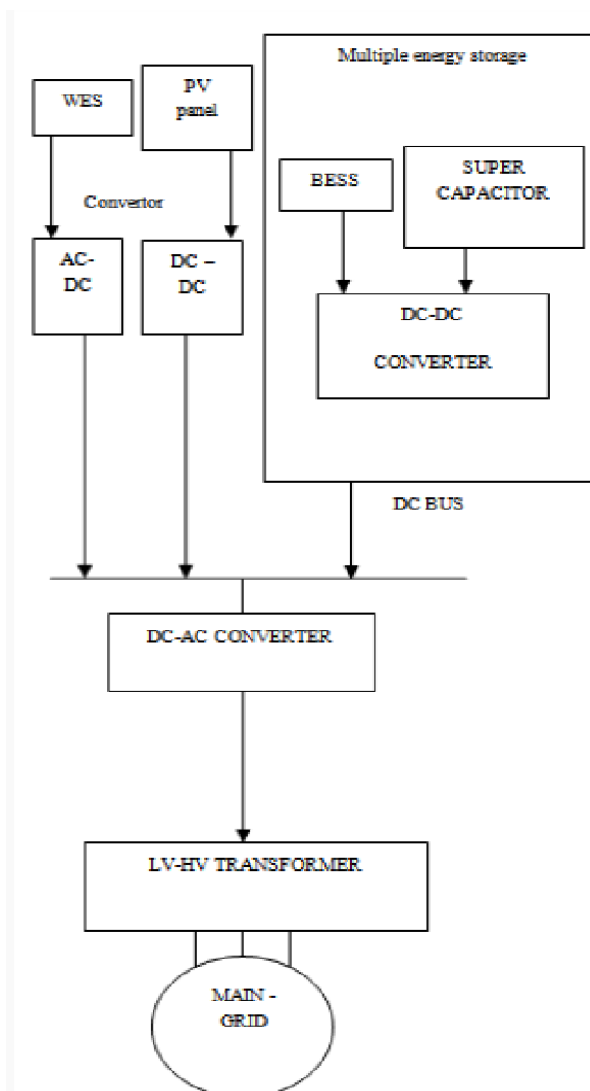 Multiple energy storage
WES
PV
panel
BESS
SUPER
CAPACITOR
Convertor
AC-
DC
DC –
DC
DC-DC
CONVERTER
DC BUS
DC-AC CONVERTER
LV-HV TRANSFORMER
MAIN -
GRID